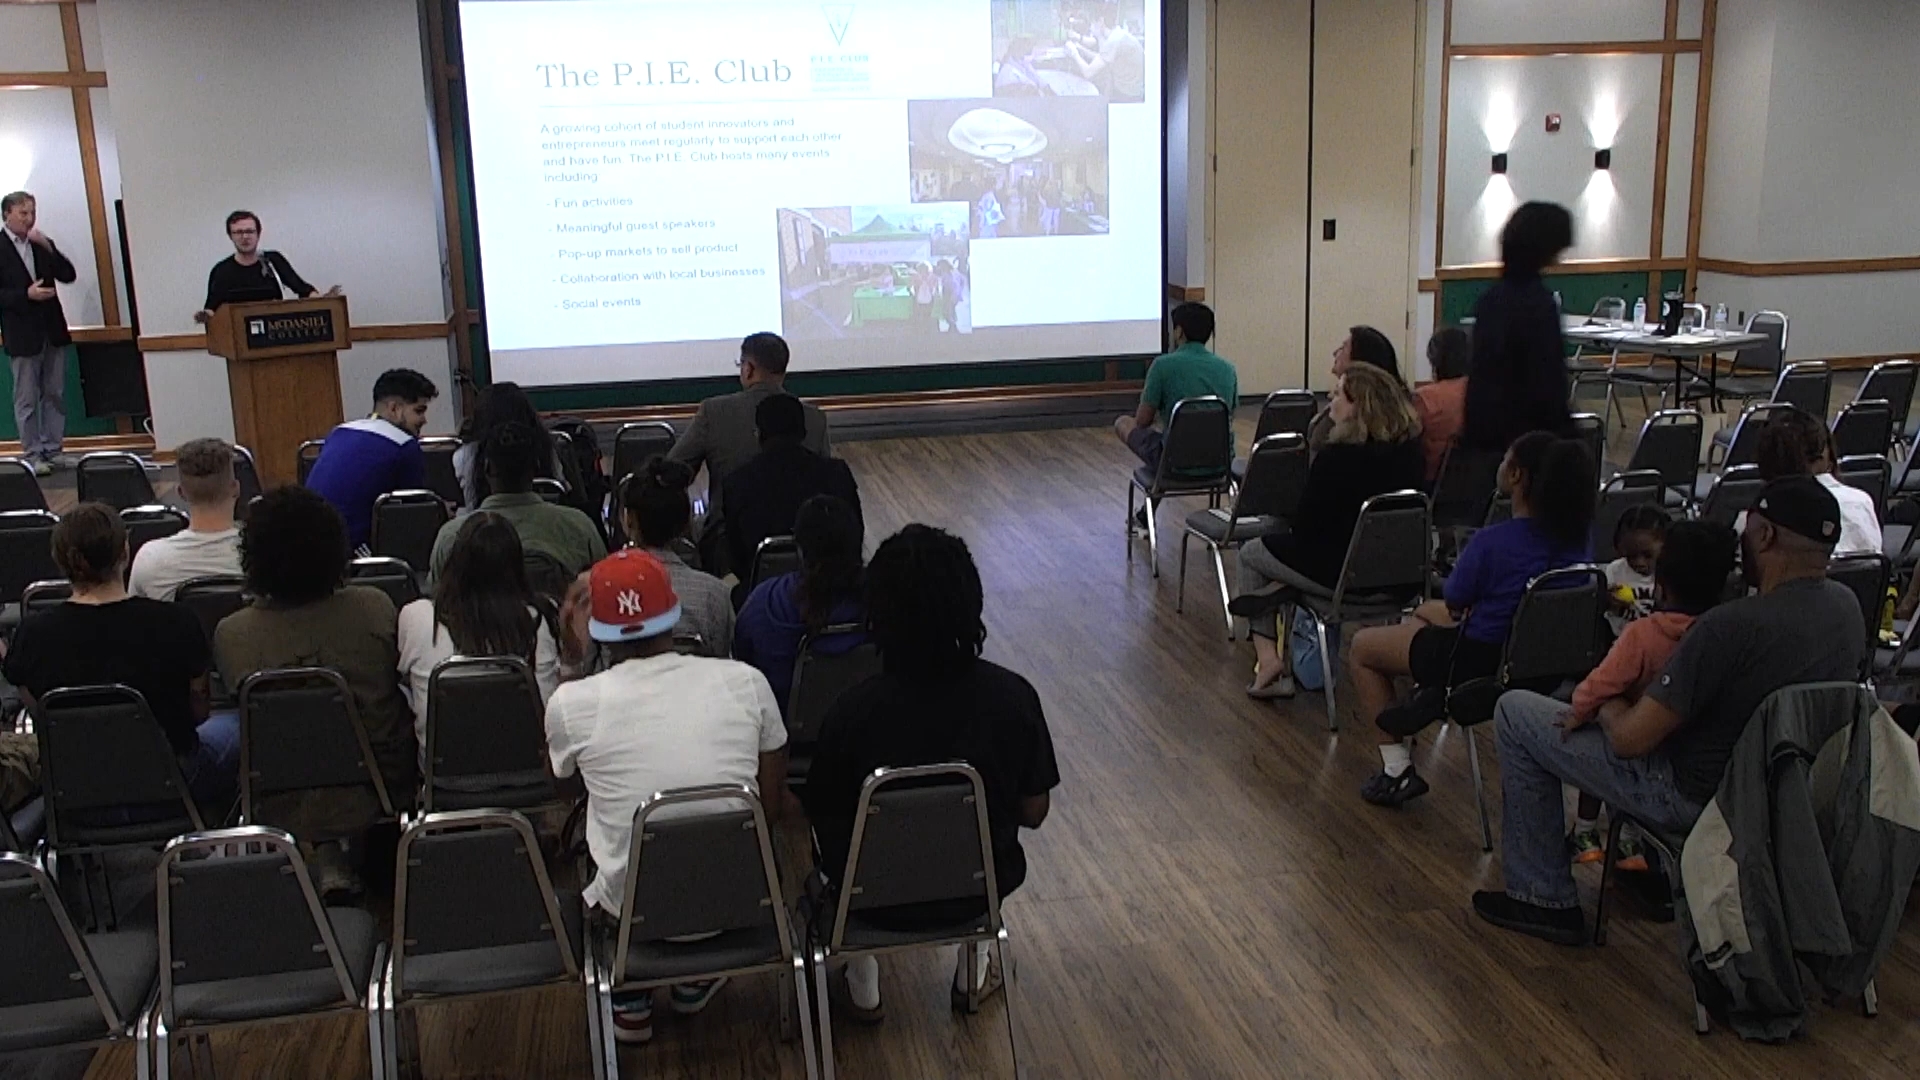 The P.I.E. Club
P.I.E. CLUB
A growing cohort of student innovators and
entrepreneurs meet regularly to support each other
and have fun. The P.I.E. Club hosts many events
including:
- Fun activities
- Meaningful guest speakers
- Pop-up markets to sell product
- Collaboration with local businesses
- Social events
McDANIEL
COLLEGE
NY